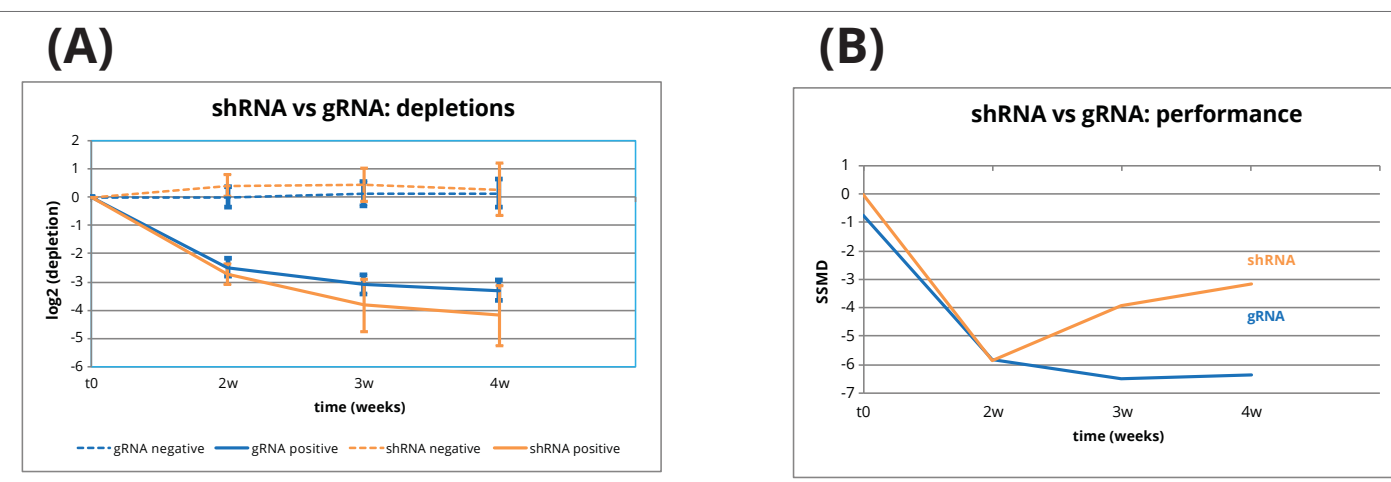 (A)
shRNA vs gRNA: depletions
2
1
0
-1
-2
-3
-4
-5
-6
log2 (depletion)
t0 2w 3w 4w
time (weeks)
gRNA negative gRNA positive shRNA negative shRNA positive
(B)
shRNA vs gRNA: performance
1
0
-1
-2
-3
-4
-5
-6
-7
SSMD
shRNA
gRNA
t0 2w 3w 4w
time (weeks)